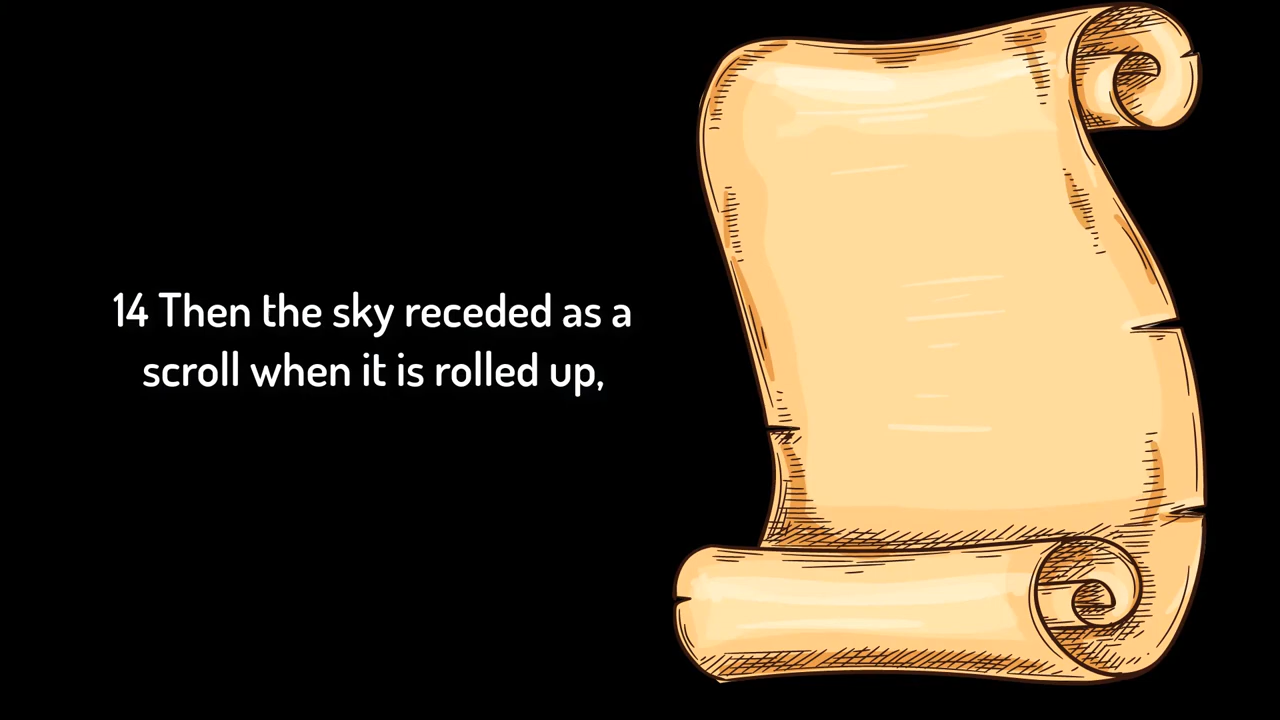 14 Then the sky receded as a
scroll when it is rolled up,